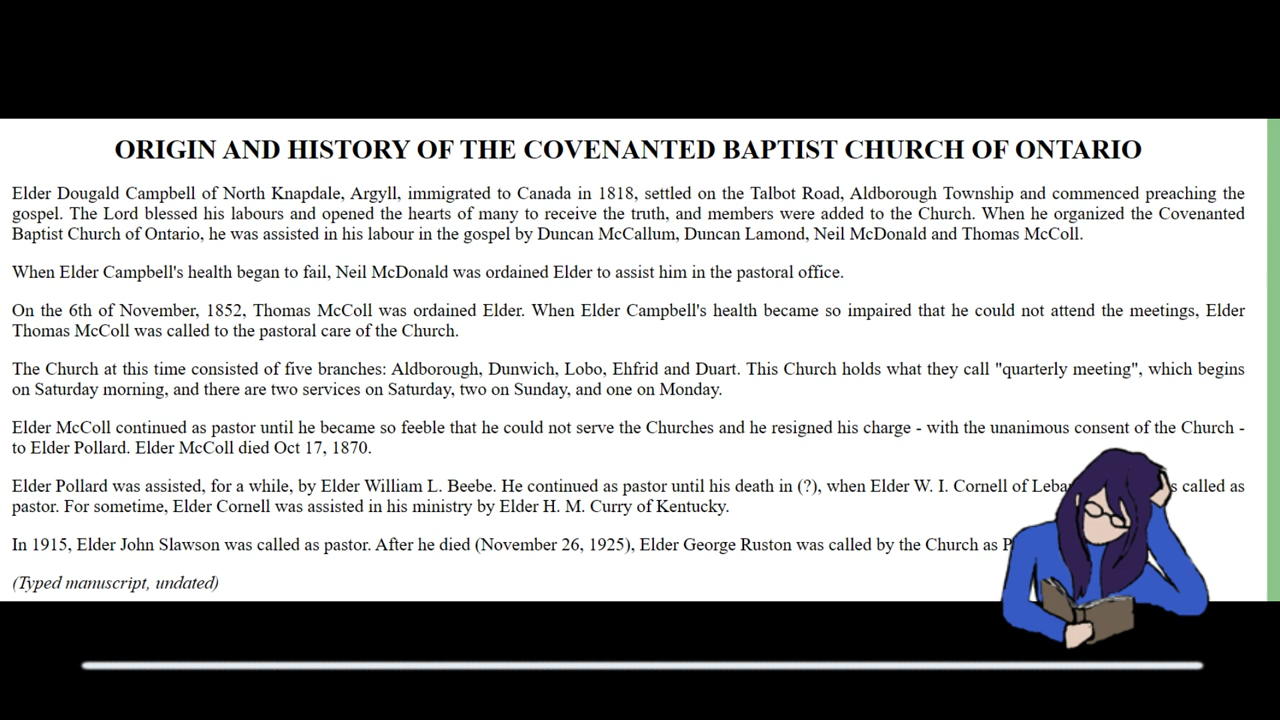 ORIGIN AND HISTORY OF THE COVENANTED BAPTIST CHURCH OF ONTARIO
Elder Dougald Campbell of North Knapdale, Argyll, immigrated to Canada in 1818, settled on the Talbot Road, Aldborough Township and commenced preaching the
gospel. The Lord blessed his labours and opened the hearts of many to receive the truth, and members were added to the Church. When he organized the Covenanted
Baptist Church of Ontario, he was assisted in his labour in the gospel by Duncan McCallum, Duncan Lamond, Neil McDonald and Thomas McColl.
When Elder Campbell's health began to fail, Neil McDonald was ordained Elder to assist him in the pastoral office.
On the 6th of November, 1852, Thomas McColl was ordained Elder. When Elder Campbell's health became so impaired that he could not attend the meetings, Elder
Thomas McColl was called to the pastoral care of the Church.
The Church at this time consisted of five branches: Aldborough, Dunwich, Lobo, Ehfrid and Duart. This Church holds what they call "quarterly meeting", which begins
on Saturday morning, and there are two services on Saturday, two on Sunday, and one on Monday.
Elder McColl continued as pastor until he became so feeble that he could not serve the Churches and he resigned his charge - with the unanimous consent of the Church -
to Elder Pollard. Elder McColl died Oct 17, 1870.
Elder Pollard was assisted, for a while, by Elder William L. Beebe. He continued as pastor until his death in (?), when Elder W. I. Cornell of called as
pastor. For sometime, Elder Cornell was assisted in his ministry by Elder H. M. Curry of Kentucky.
In 1915, Elder John Slawson was called as pastor. After he died (November 26, 1925), Elder George Ruston was called by the Church as
(Typed manuscript, undated)